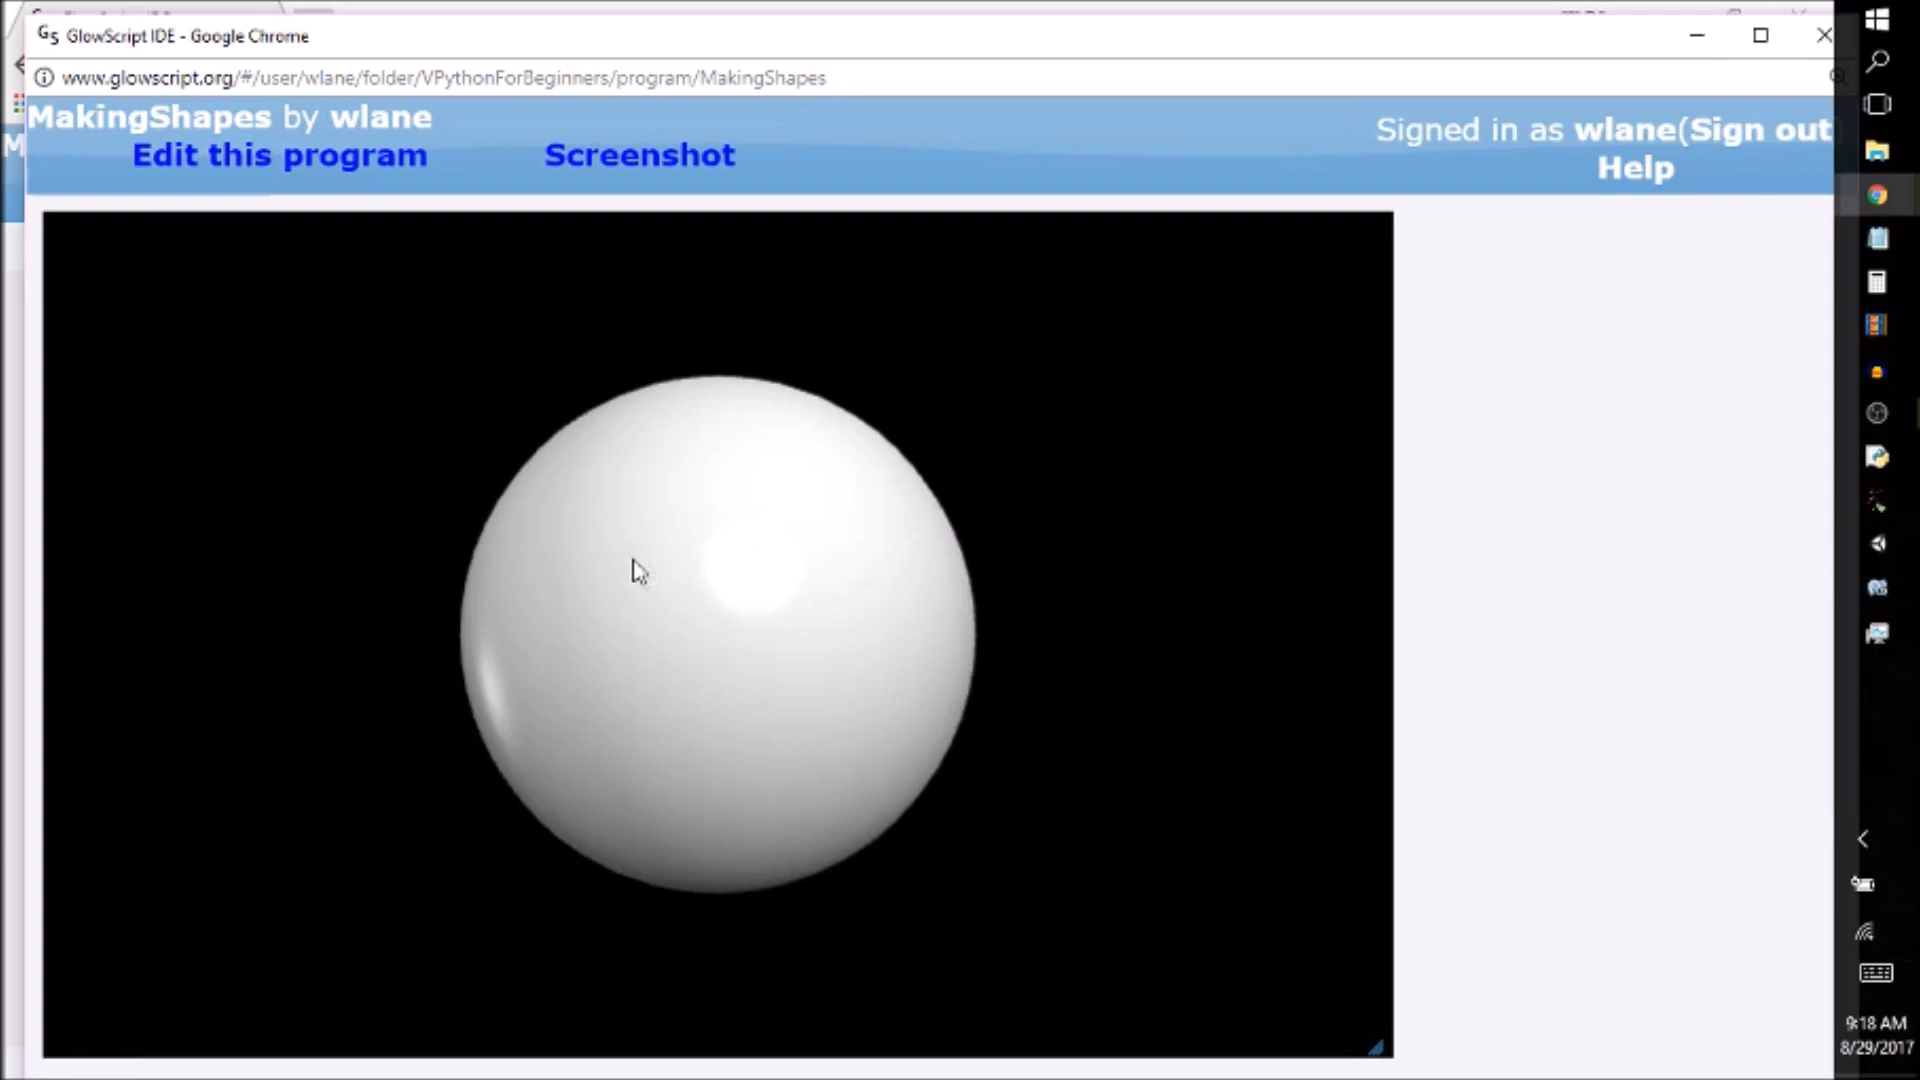 GlowScript IDE - Google Chrome
www.glowscript.org/#/user/wlane/folder/VPythonForBeginners/program/MakingShapes
MakingShapes by wlane
Signed in as wlane(Sign out
Edit this program
Screenshot
Help
9:18 AM
8/29/2017